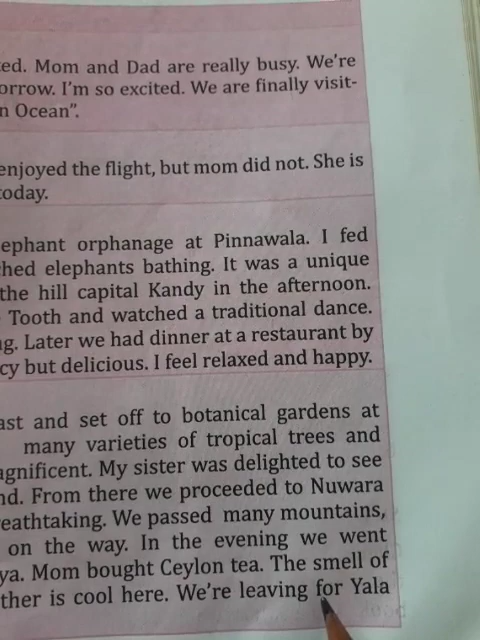 ed. Mom and Dad are really busy. We're
orrow. I'm so excited. We are finally visit-
n Ocean".
enjoyed the flight, but mom did not. She is
today.
ephant orphanage at Pinnawala. I fed
ched elephants bathing. It was a unique
the hill capital Kandy in the afternoon.
Tooth and watched a traditional dance.
ng. Later we had dinner at a restaurant by
cy but delicious. I feel relaxed and happy.
ast and set off to botanical gardens at
many varieties of tropical trees and
agnificent. My sister was delighted to see
nd. From there we proceeded to Nuwara
reathtaking. We passed many mountains,
on the way. In the evening we went
ya. Mom bought Ceylon tea. The smell of
ther is cool here. We're leaving for Yala